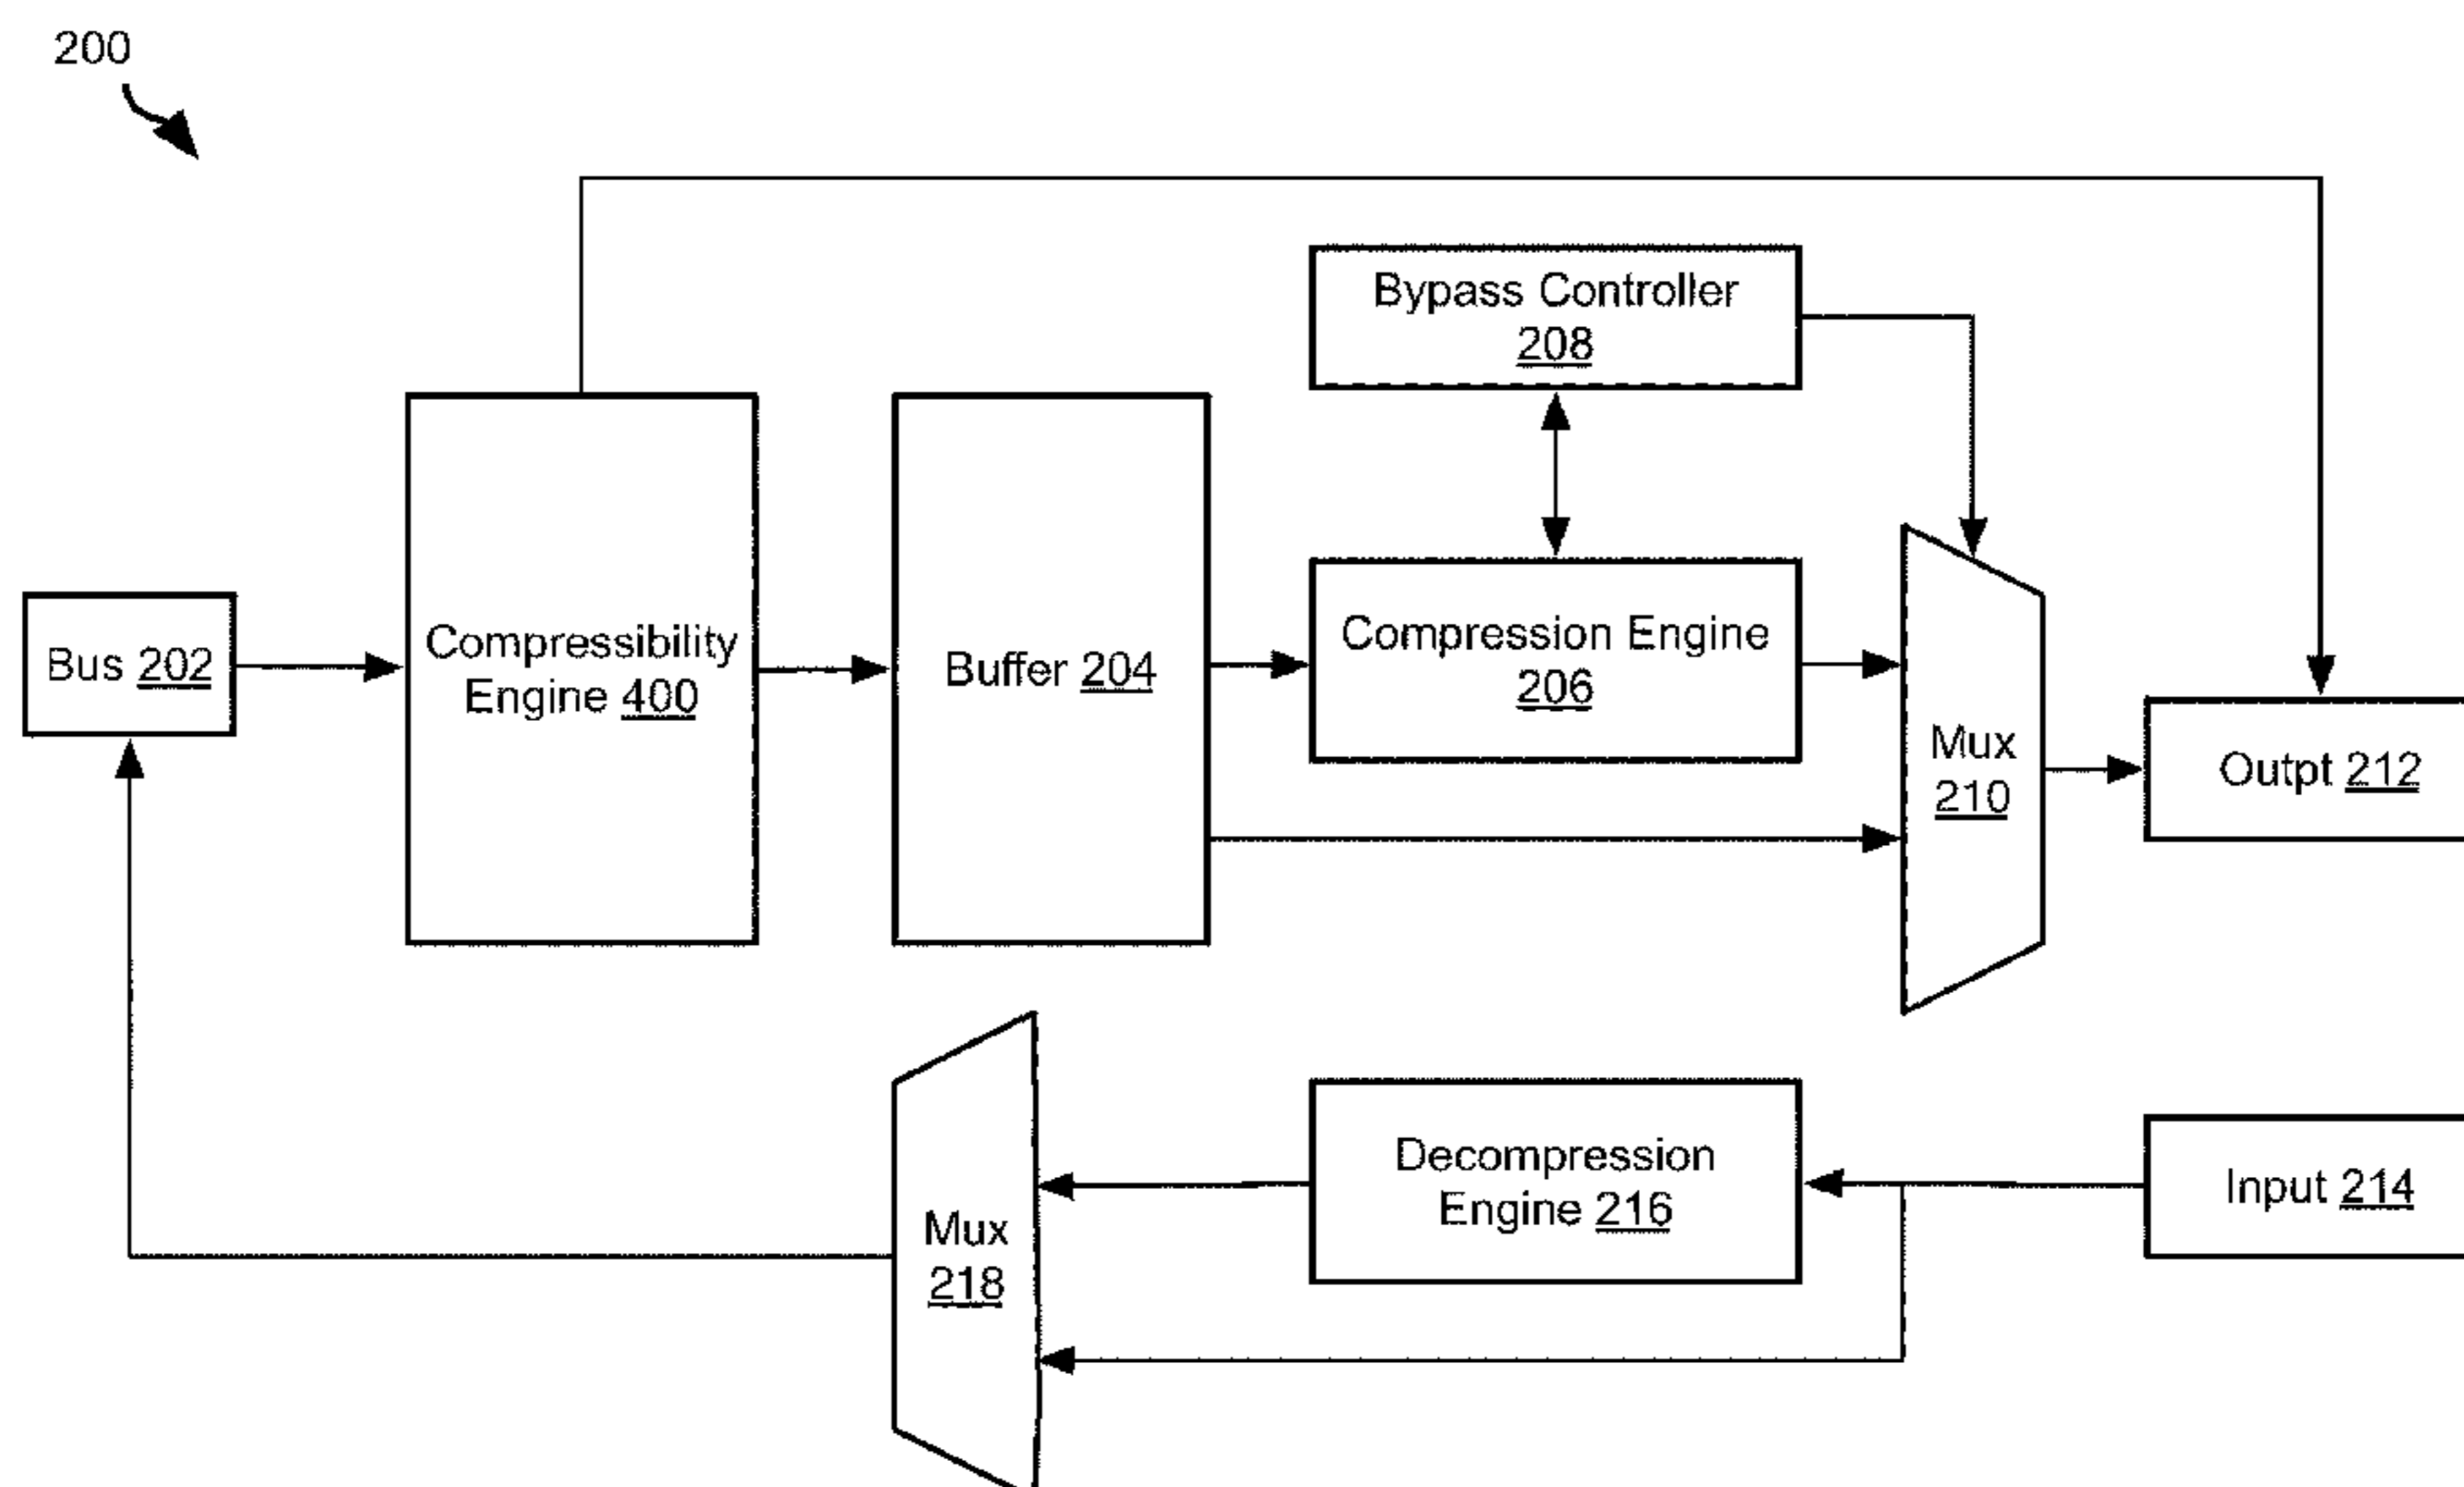 200
Bypass Controller
208
Bus 202
Compressibility
Engine 400
Buffer 204
Compression Engine
206
Mux
210
Outpt 212
Decompression
Engine 216
Input 214
Mux
218